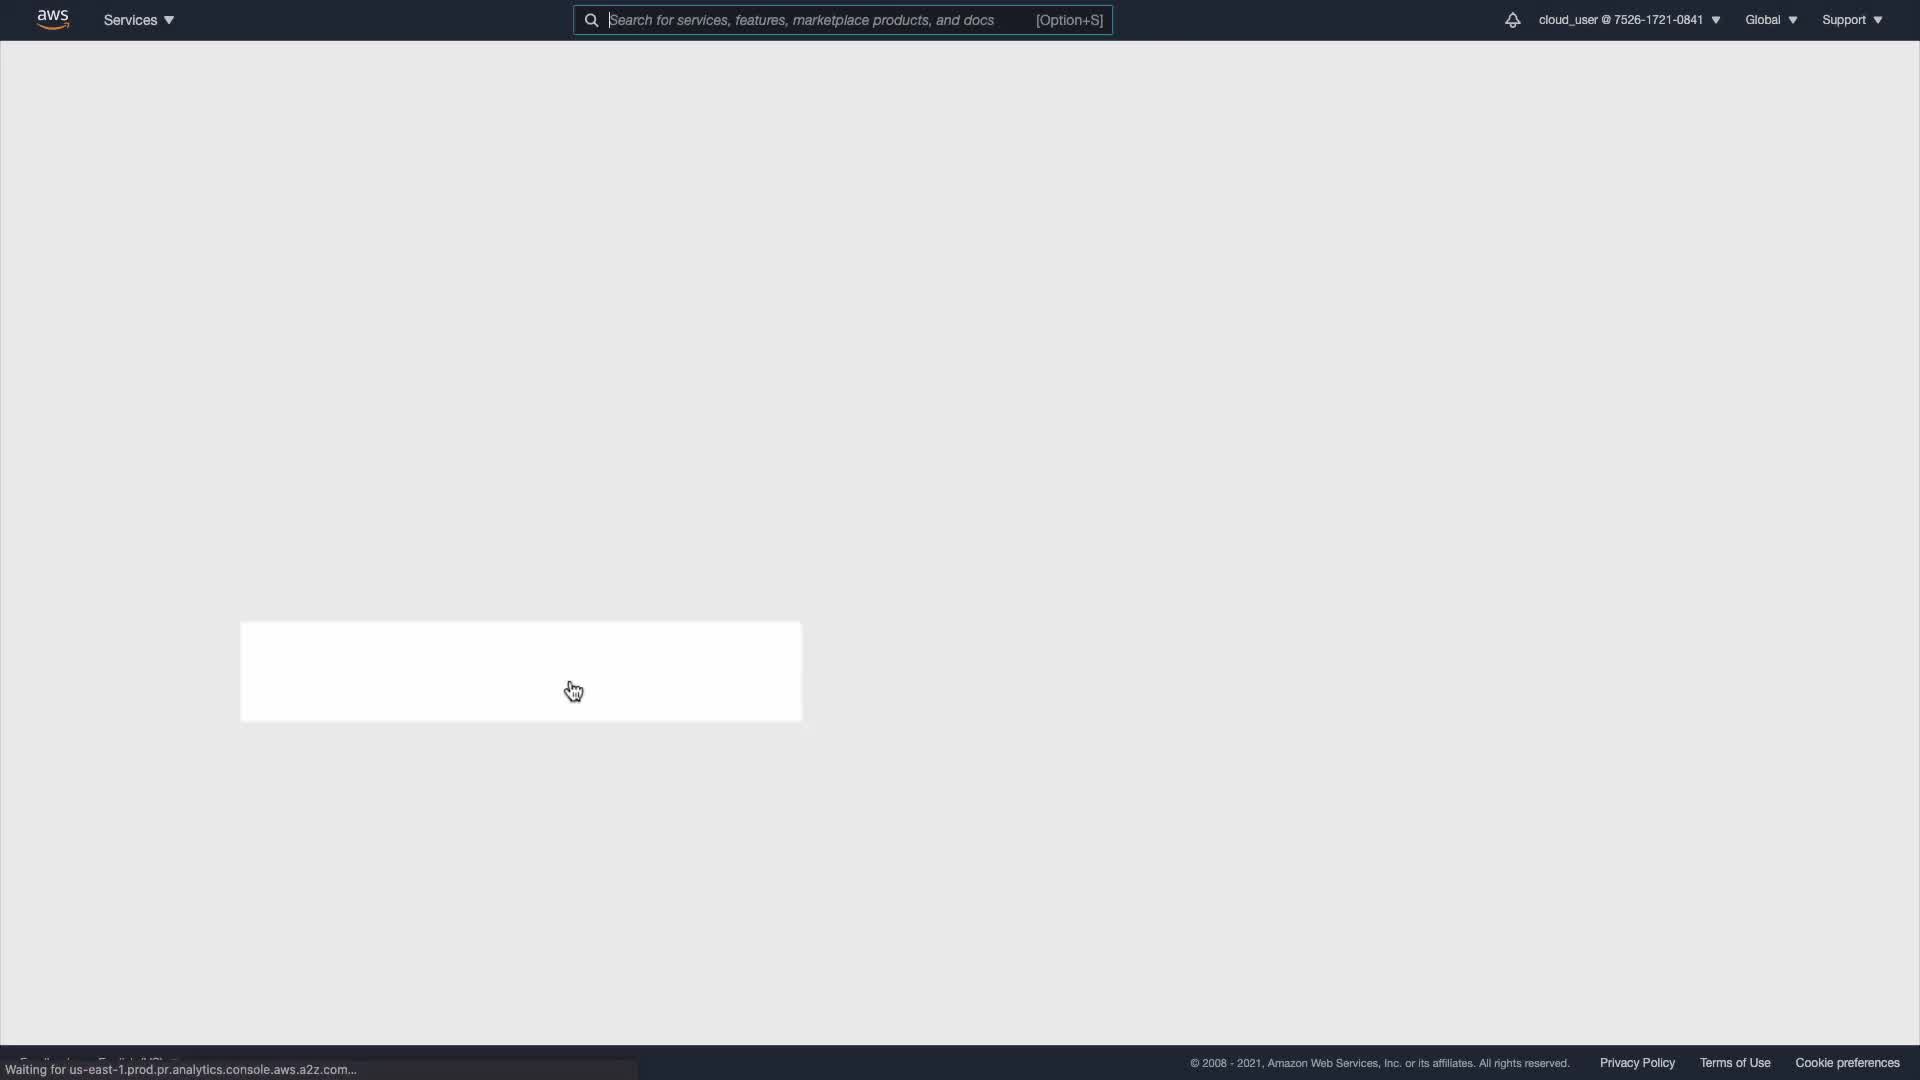 aws Services Search for services, features, marketplace products, and docs [Option+S] cloud_user @ 7526-1721-0841 Global Support
© 2008 - 2021, Amazon Web Services, Inc. or its affiliates. All rights reserved. Privacy Policy Terms of Use Cookie preferences
Waiting for us-east-1.prod.pr.analytics.console.aws.a2z.com...